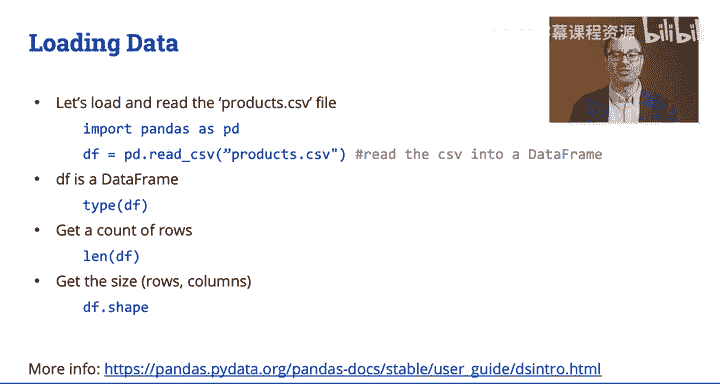 Loading Data
幕课程资源 bilibil
• Let's load and read the ‘products.csv’ file
import pandas as pd
df = pd.read_csv(”products.csv") #read the csv into a DataFrame
• df is a DataFrame
type(df)
• Get a count of rows
len(df)
• Get the size (rows, columns)
df.shape
More info: https://pandas.pydata.org/pandas-docs/stable/user_guide/dsintro.html